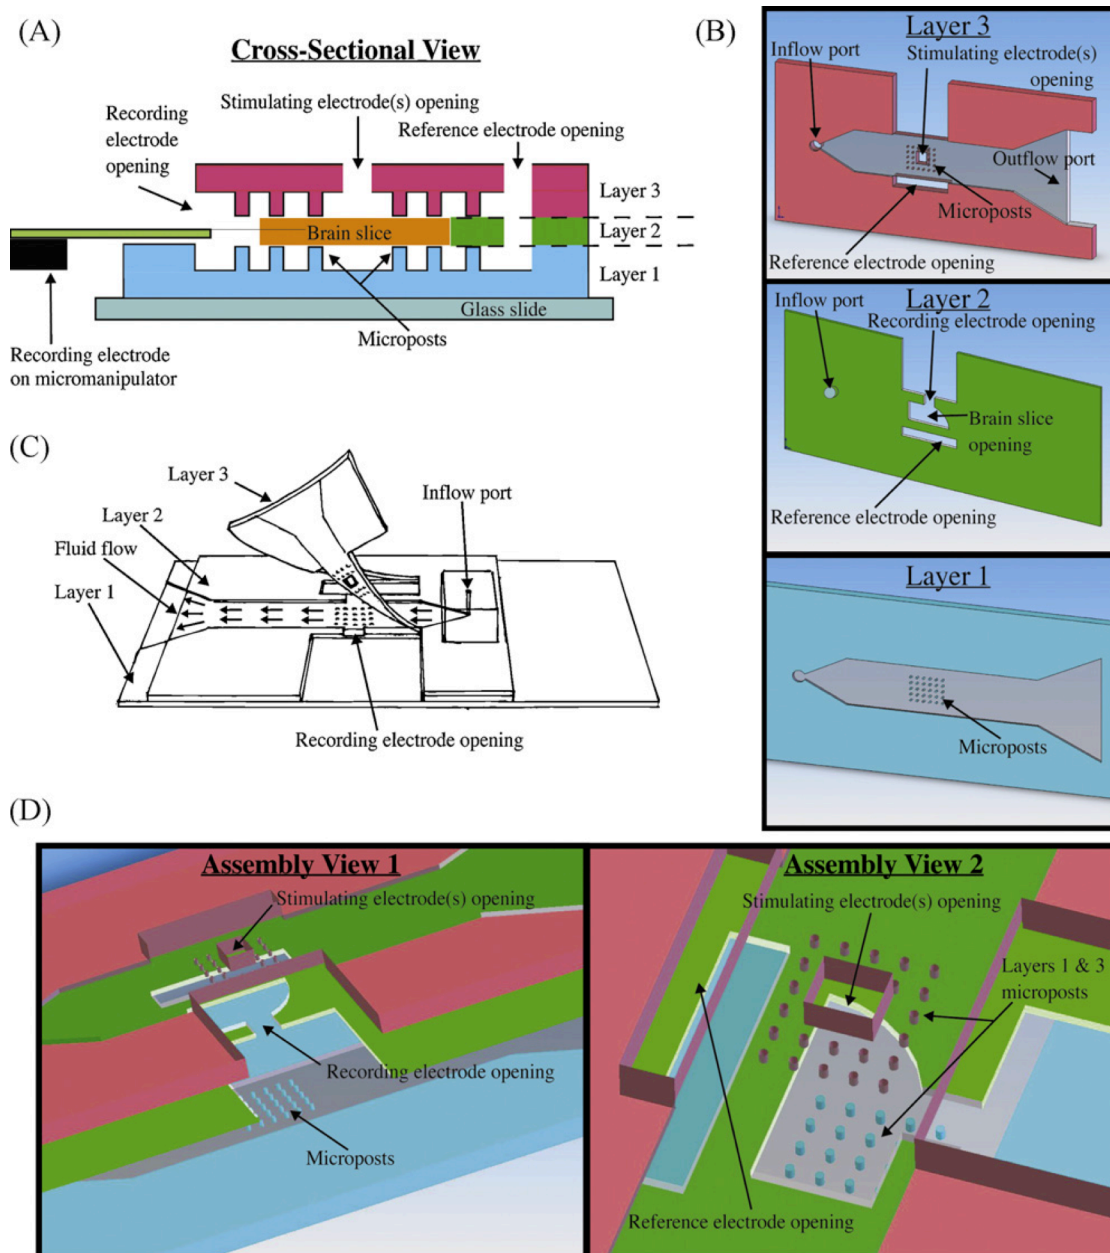 (A)
Cross-Sectional View
Stimulating electrode(s) opening
Recording
electrode
opening
Reference electrode opening
Layer 3
Brain slice
Layer 2
Layer 1
Glass slide
Microposts
Recording electrode
on micromanipulator
(B)
Layer 3
Inflow port
Stimulating electrode(s)
opening
Outflow port
Microposts
Reference electrode opening
Layer 2
Inflow port
Recording electrode opening
Brain slice
opening
Reference electrode opening
Layer 1
Microposts
(C)
Layer 3
Inflow port
Layer 2
Fluid flow
Layer 1
Recording electrode opening
(D)
Assembly View 1
Stimulating electrode(s) opening
Recording electrode opening
Microposts
Assembly View 2
Stimulating electrode(s) opening
Layers 1 & 3
microposts
Reference electrode opening